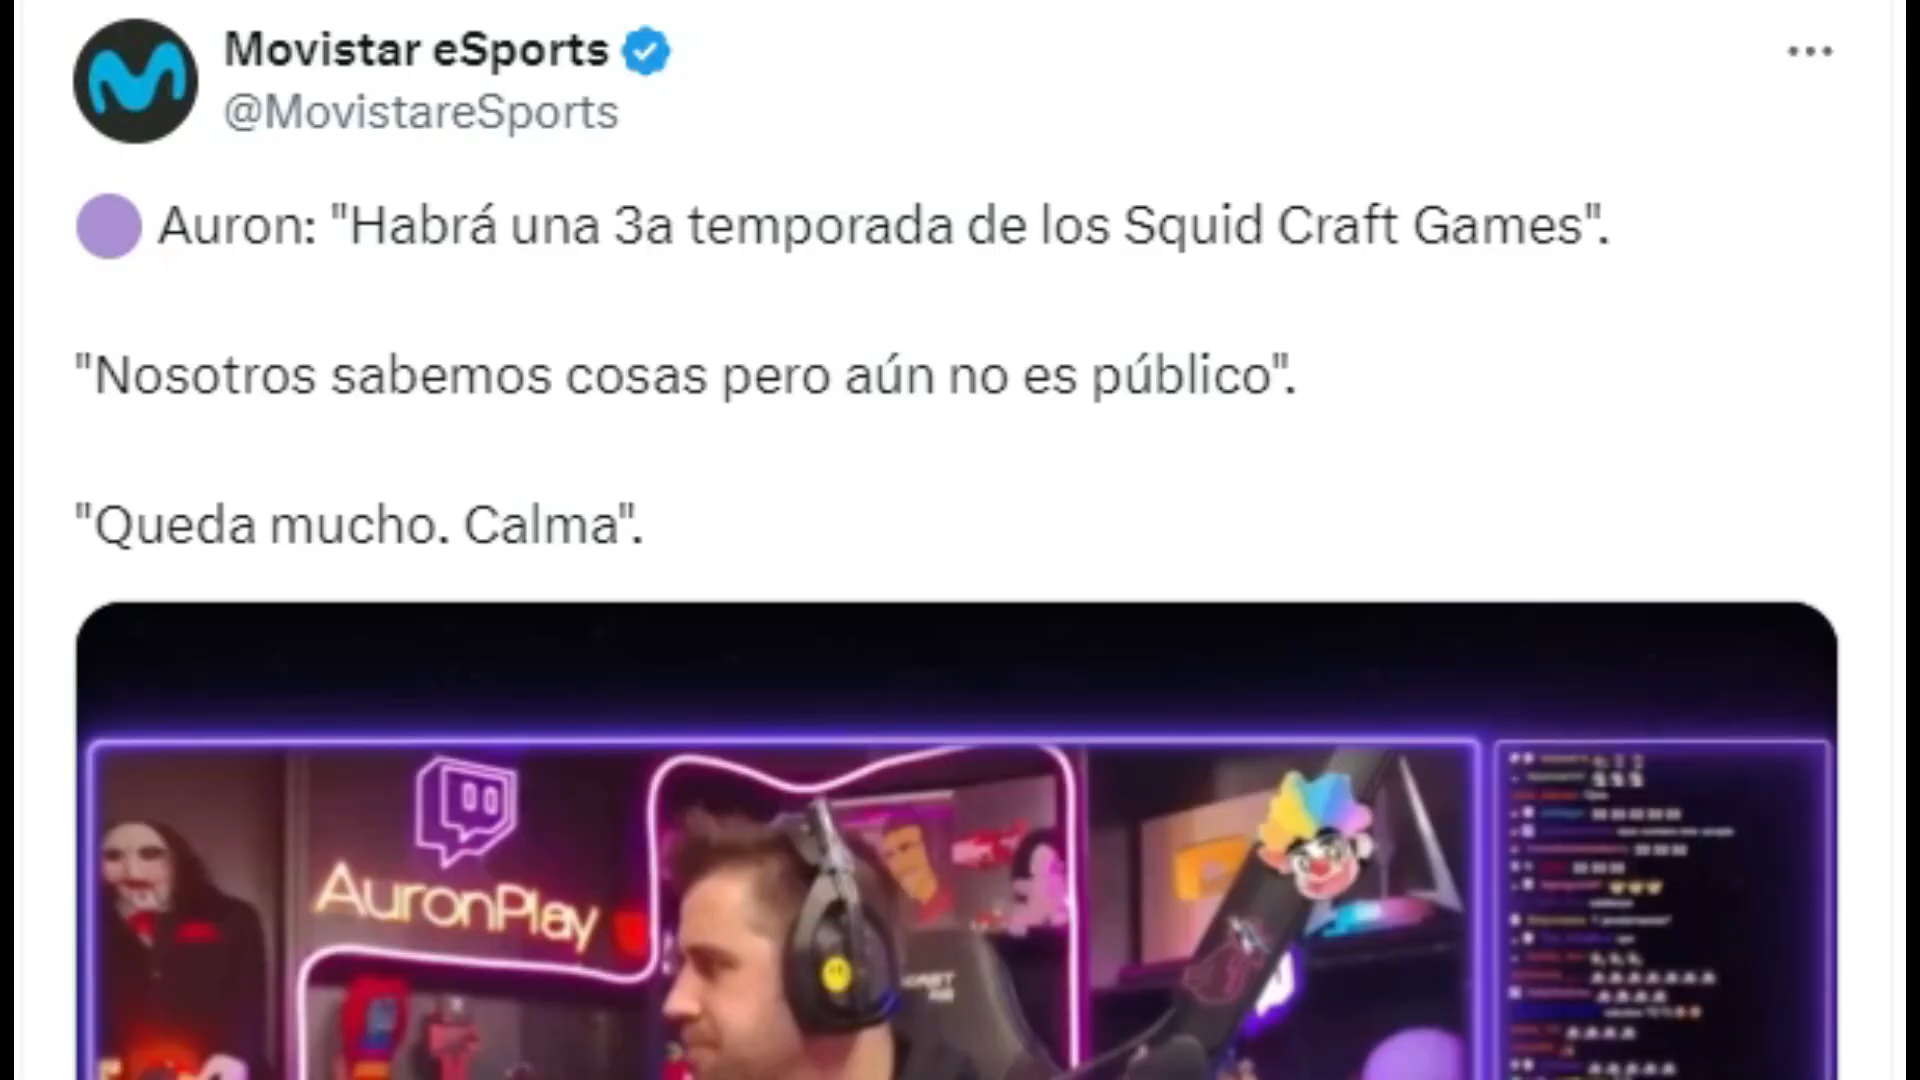 Movistar eSports
@MovistareSports
Auron: "Habrá una 3a temporada de los Squid Craft Games".
"Nosotros sabemos cosas pero aún no es público".
"Queda mucho. Calma".
AuronPlay